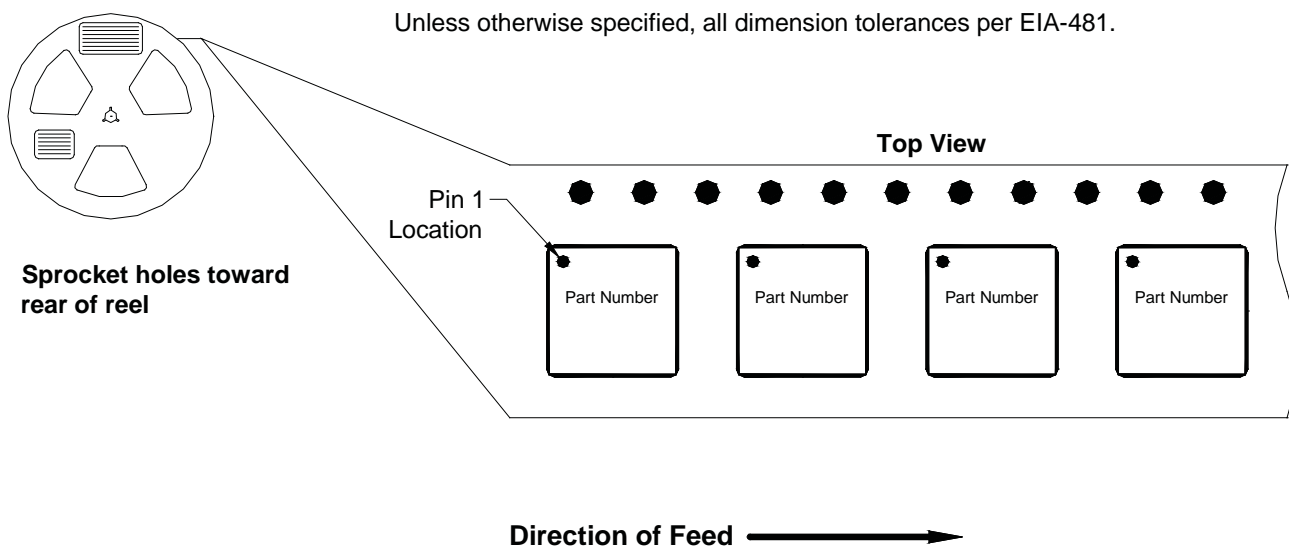 Unless otherwise specified, all dimension tolerances per EIA-481.
Top View
Pin 1
Location
Sprocket holes toward
rear of reel
Part Number
Part Number
Part Number
Part Number
Direction of Feed